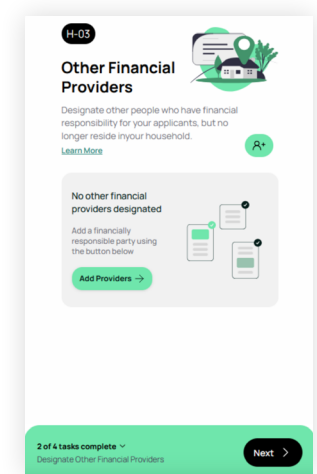 H-03
Other Financial
Providers
Designate other people who have financial
responsibility for your applicants, but no
longer reside inyour household.
Learn More
No other financial
providers designated
Add a financially
responsible party using
the button below
Add Providers →
2 of 4 tasks complete
Designate Other Financial Providers
Next